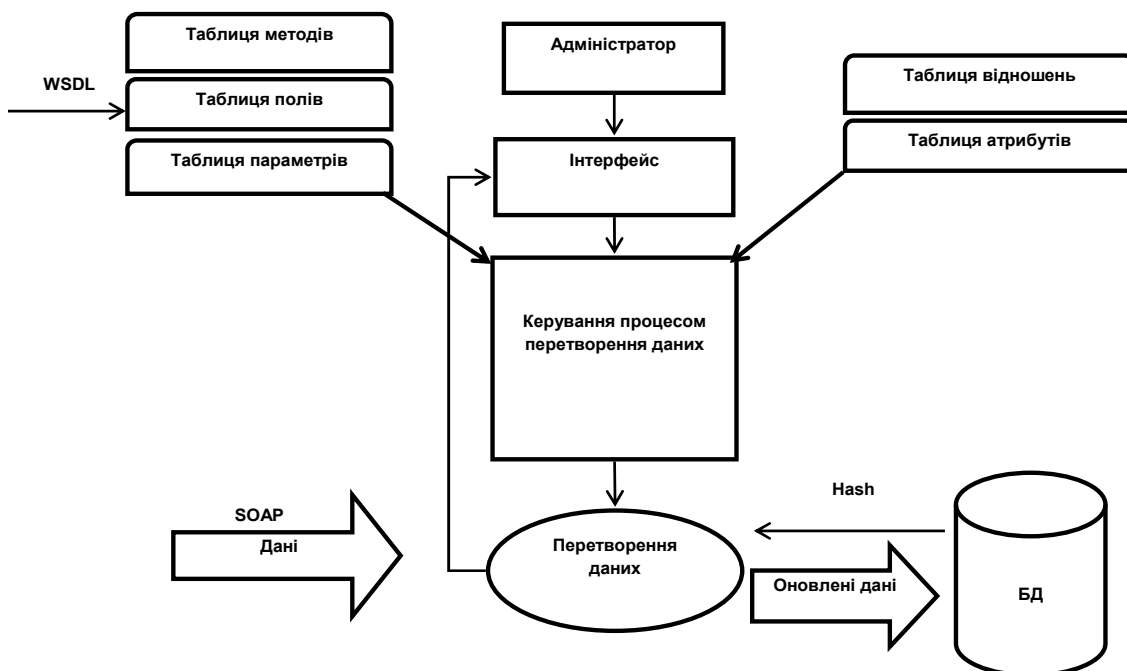 Таблиця методів
WSDL
Таблиця полів
Таблиця параметрів
Адміністратор
Інтерфейс
Таблиця відношень
Таблиця атрибутів
Керування процесом
перетворення даних
SOAP
Дані
Перетворення
даних
Hash
Оновлені дані
БД